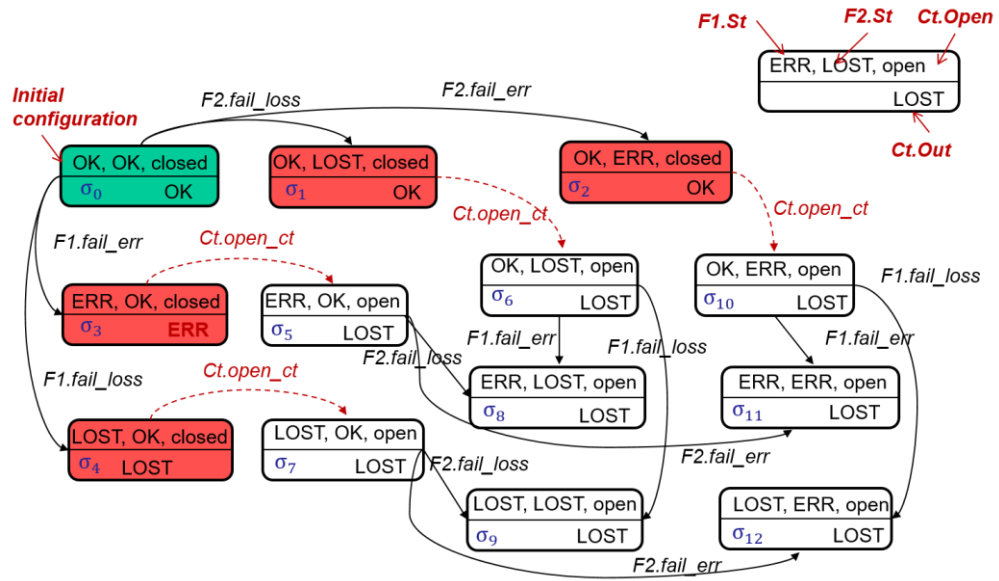 F1.St
F2.St
Ct.Open
ERR, LOST, open
LOST
Ct.Out
Initial
configuration
F2.fail_loss
F2.fail_err
OK, OK, closed
σ0 OK
OK, LOST, closed
σ1 OK
OK, ERR, closed
σ2 OK
F1.fail_err
Ct.open_ct
Ct.open_ct
Ct.open_ct
ERR, OK, closed
σ3 ERR
ERR, OK, open
σ5 LOST
OK, LOST, open
σ6 LOST
OK, ERR, open
σ10 LOST
F1.fail_loss
F1.fail_loss
Ct.open_ct
F2.fail_loss
F1.fail_err
F1.fail_loss
F1.fail_err
ERR, LOST, open
σ8 LOST
ERR, ERR, open
σ11 LOST
LOST, OK, closed
σ4 LOST
LOST, OK, open
σ7 LOST
F2.fail_loss
F2.fail_err
LOST, LOST, open
σ9 LOST
LOST, ERR, open
σ12 LOST
F2.fail_err